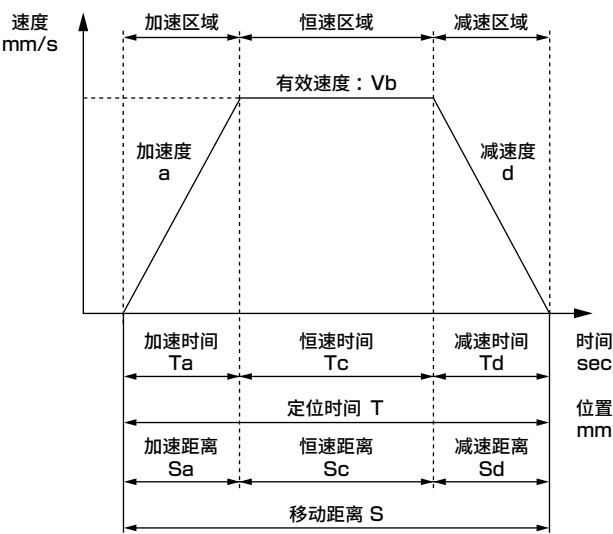 速度
mm/s
加速区域
恒速区域
减速区域
有效速度：Vb
加速度
a
减速度
d
加速时间
Ta
恒速时间
Tc
减速时间
Td
时间
sec
定位时间 T
位置
mm
加速距离
Sa
恒速距离
Sc
减速距离
Sd
移动距离 S